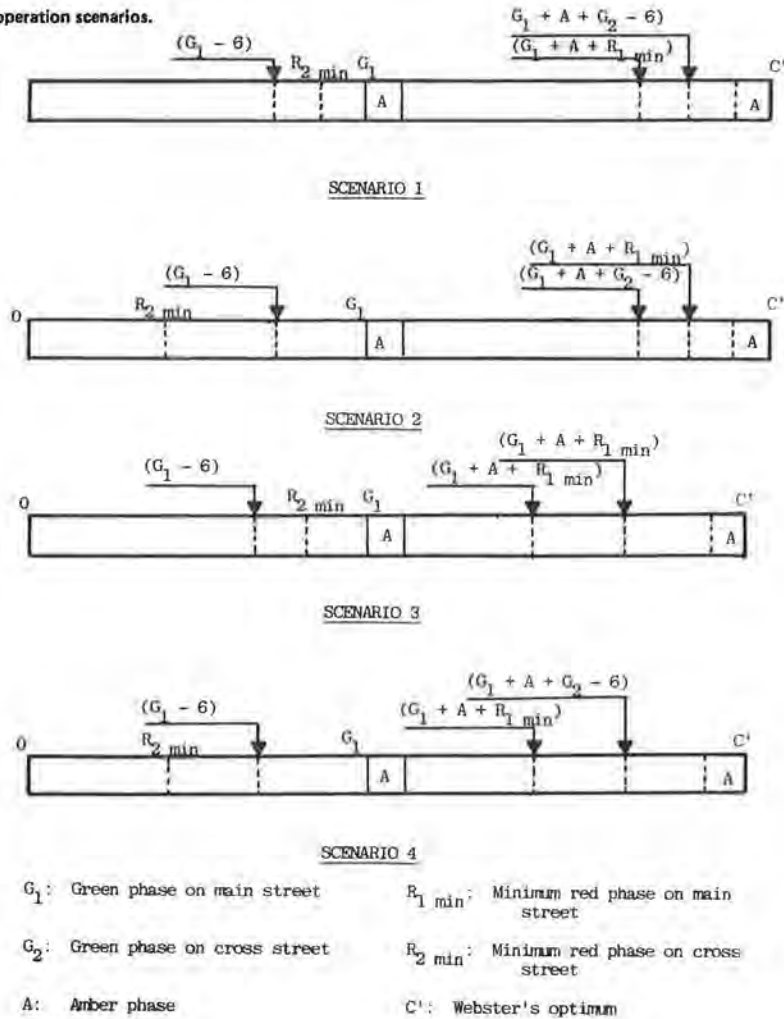 operation scenarios.
G1 + A + G2 - 6)
(G1 - 6)
(G1 + A + R1 min)
R2 min
G1
C'
A
A
SCENARIO 1
(G1 + A + R1 min)
(G1 - 6)
(G1 + A + G2 - 6)
0
R2 min
G1
C'
A
A
SCENARIO 2
(G1 + A + R1 min)
(G1 - 6)
(G1 + A + R1 min)
0
R2 min
G1
C'
A
A
SCENARIO 3
(G1 + A + G2 - 6)
(G1 - 6)
(G1 + A + R1 min)
0
R2 min
G1
C'
A
A
SCENARIO 4
G1: Green phase on main street
R1 min: Minimum red phase on main
street
G2: Green phase on cross street
R2 min: Minimum red phase on cross
street
A: Amber phase
C': Webster's optimum